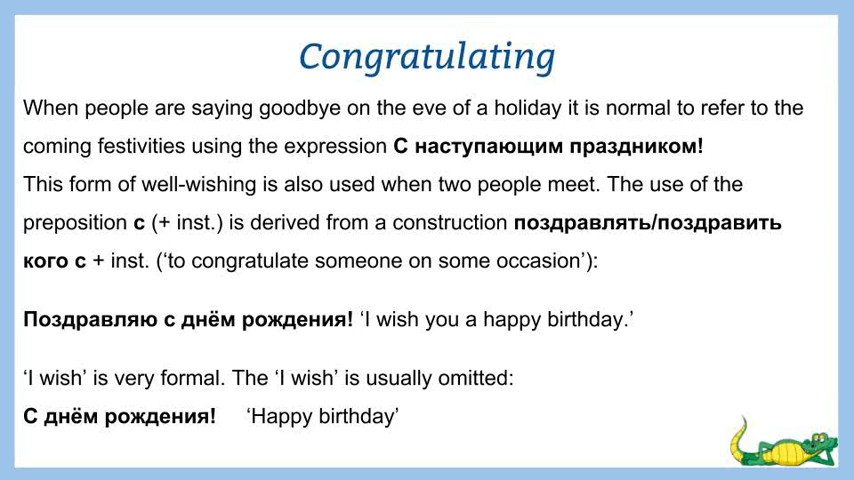 Congratulating
When people are saying goodbye on the eve of a holiday it is normal to refer to the
coming festivities using the expression С наступающим праздником!
This form of well-wishing is also used when two people meet. The use of the
preposition с (+ inst.) is derived from a construction поздравлять/поздравить
кого с + inst. (‘to congratulate someone on some occasion’):
Поздравляю с днём рождения! ‘I wish you a happy birthday.’
‘I wish’ is very formal. The ‘I wish’ is usually omitted:
С днём рождения! ‘Happy birthday’